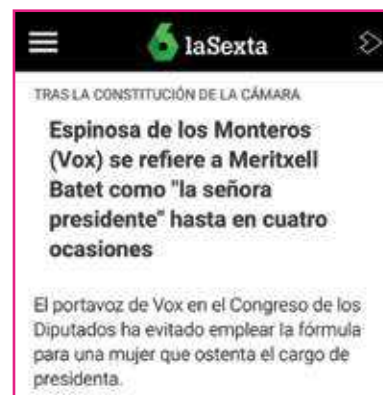 laSexta
TRAS LA CONSTITUCIÓN DE LA CÁMARA
Espinosa de los Monteros
(Vox) se refiere a Meritxell
Batet como "la señora
presidente" hasta en cuatro
ocasiones
El portavoz de Vox en el Congreso de los
Diputados ha evitado emplear la fórmula
para una mujer que ostenta el cargo de
presidenta.